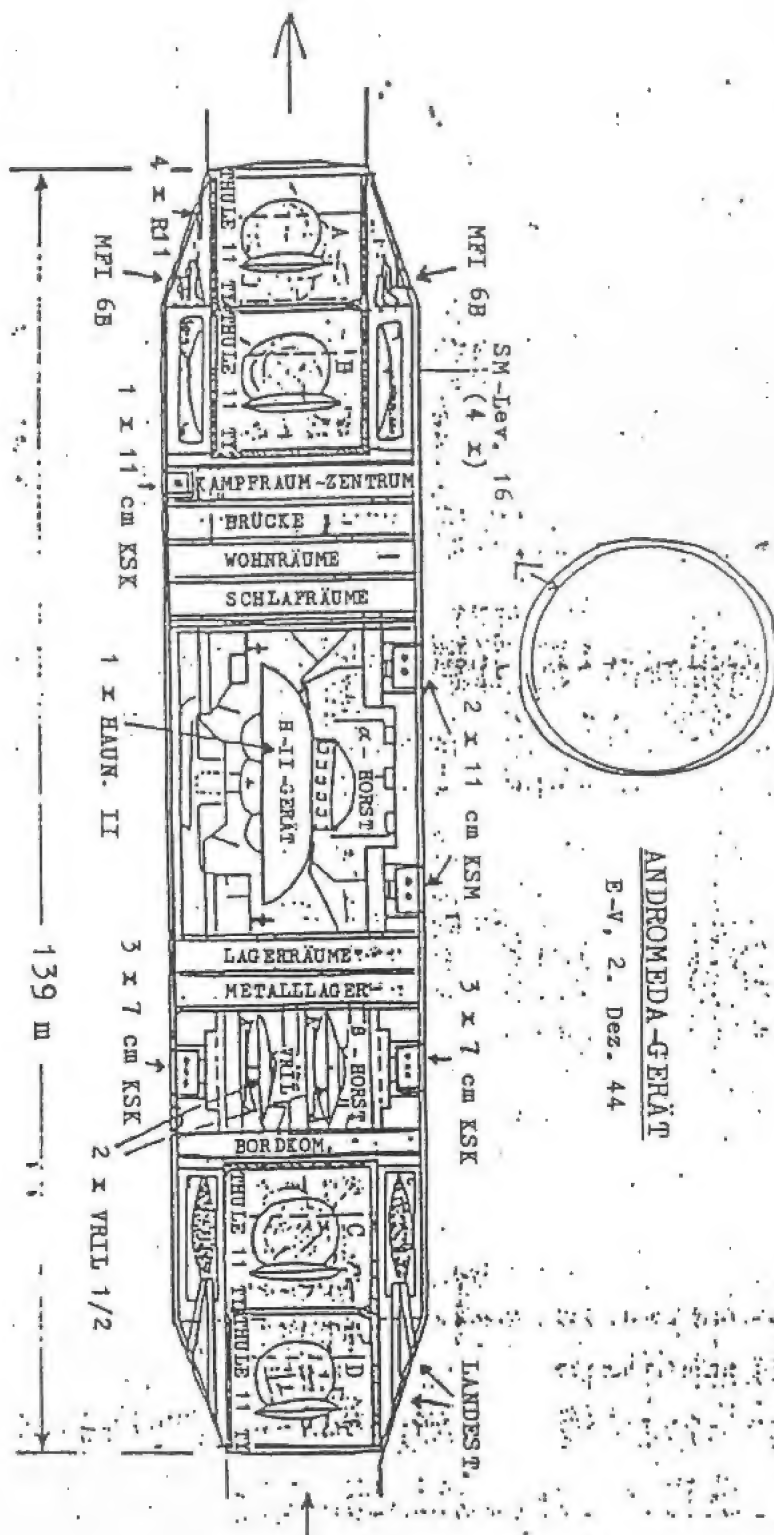 ANDROMEDA-GERÄT
E-V, 2. Dez. 44
L
MPI 6B
SM-Lev. 16
(4 x)
2 x 11 cm KSM
3 x 7 cm KSK
LANDEST.
A
THULE 11 T
THULE 11 TY
KAMPFRAUM-ZENTRUM
BRÜCKE
WOHNRÄUME
SCHLAFRÄUME
α-HORST
H-II-GERÄT
LAGERRÄUME
METALLLAGER
B-HORST
VRIL
BORDKOM.
C
THULE 11 T
D
THULE 11 TY
4 x RJ1
MPI 6B
1 x 11 cm KSK
1 x HAUN. II
3 x 7 cm KSK
2 x VRIL 1/2
139 m